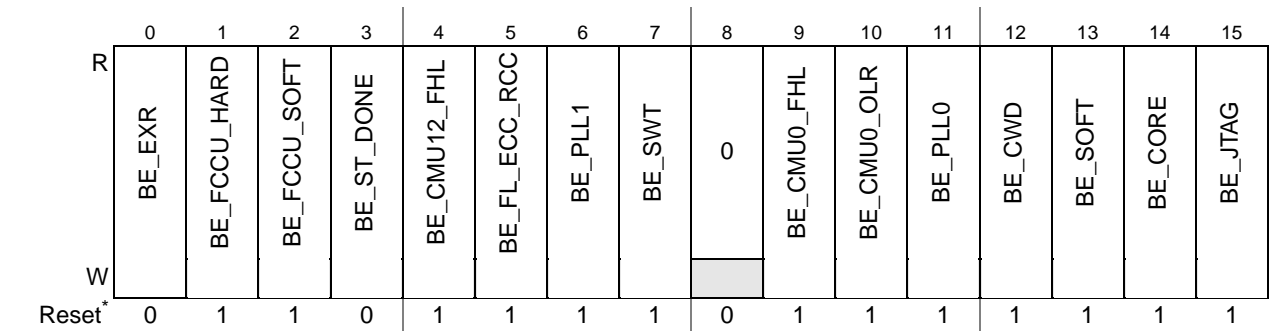 0 1 2 3 4 5 6 7 8 9 10 11 12 13 14 15
R
BE_EXR
BE_FCCU_HARD
BE_FCCU_SOFT
BE_ST_DONE
BE_CMU12_FHL
BE_FL_ECC_RCC
BE_PLL1
BE_SWT
0
BE_CMU0_FHL
BE_CMU0_OLR
BE_PLL0
BE_CWD
BE_SOFT
BE_CORE
BE_JTAG
W
Reset* 0 1 1 0 1 1 1 1 0 1 1 1 1 1 1 1